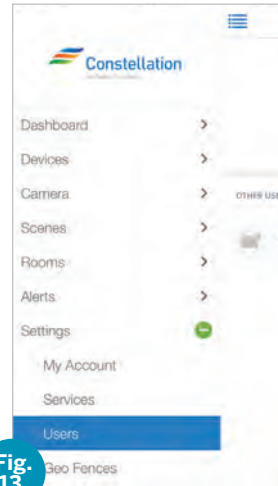 Constellation
Dashboard
Devices
Camera
OTHER USE
Scenes
Rooms
Alerts
Settings
My Account
Services
Users
Geo Fences
Fig.
13